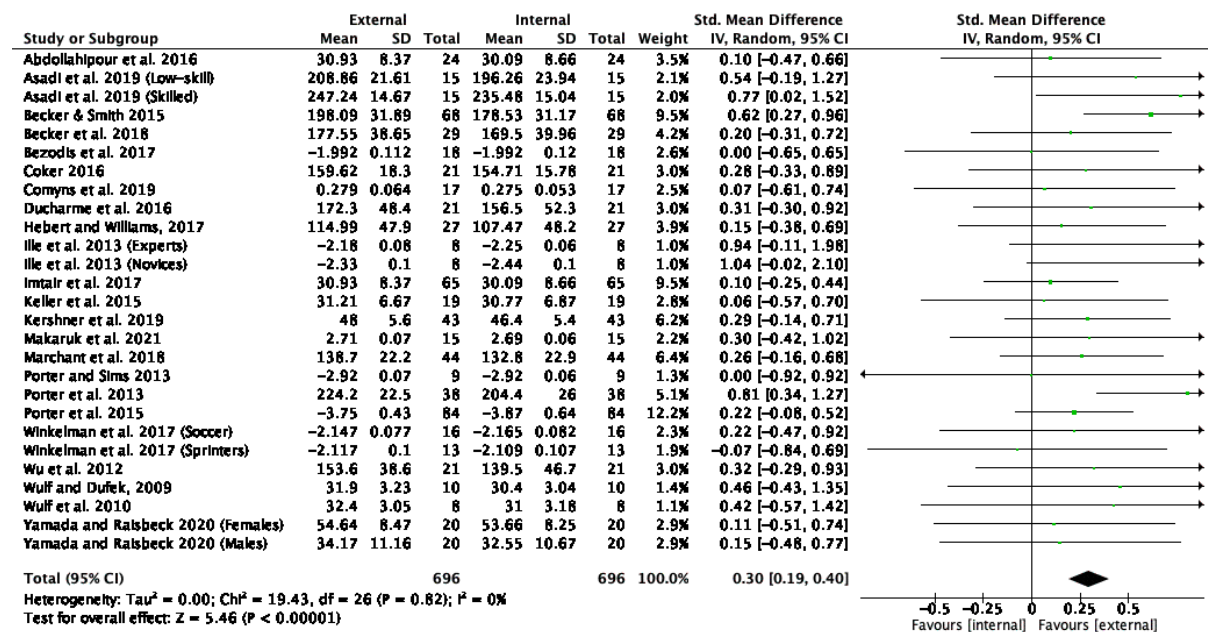 External Internal Std. Mean Difference Std. Mean Difference
Study or Subgroup Mean SD Total Mean SD Total Weight IV, Random, 95% CI IV, Random, 95% CI
Abdollahipour et al. 2016 30.93 8.37 24 30.09 8.66 24 3.5% 0.10 [-0.47, 0.66]
Asadi et al. 2019 (Low-skill) 208.86 21.61 15 196.26 23.94 15 2.1% 0.54 [-0.19, 1.27]
Asadi et al. 2019 (Skilled) 247.24 14.67 15 235.48 15.04 15 2.0% 0.77 [0.02, 1.52]
Becker & Smith 2015 198.09 31.89 68 178.53 31.17 68 9.5% 0.62 [0.27, 0.96]
Becker et al. 2018 177.55 38.65 29 169.5 39.96 29 4.2% 0.20 [-0.31, 0.72]
Bezodis et al. 2017 -1.992 0.112 18 -1.992 0.12 18 2.6% 0.00 [-0.65, 0.65]
Coker 2016 159.62 18.3 21 154.71 15.78 21 3.0% 0.28 [-0.33, 0.89]
Comyns et al. 2019 0.279 0.064 17 0.275 0.053 17 2.5% 0.07 [-0.61, 0.74]
Ducharme et al. 2016 172.3 48.4 21 156.5 52.3 21 3.0% 0.31 [-0.30, 0.92]
Hebert and Williams, 2017 114.99 47.9 27 107.47 48.2 27 3.9% 0.15 [-0.38, 0.69]
Ille et al. 2013 (Experts) -2.18 0.08 8 -2.25 0.06 8 1.0% 0.94 [-0.11, 1.98]
Ille et al. 2013 (Novices) -2.33 0.1 8 -2.44 0.1 8 1.0% 1.04 [-0.02, 2.10]
Imtair et al. 2017 30.93 8.37 65 30.09 8.66 65 9.5% 0.10 [-0.25, 0.44]
Keller et al. 2015 31.21 6.67 19 30.77 6.87 19 2.8% 0.06 [-0.57, 0.70]
Kershner et al. 2019 48 5.6 43 46.4 5.4 43 6.2% 0.29 [-0.14, 0.71]
Makaruk et al. 2021 2.71 0.07 15 2.69 0.06 15 2.2% 0.30 [-0.42, 1.02]
Marchant et al. 2018 138.7 22.2 44 132.8 22.9 44 6.4% 0.26 [-0.16, 0.68]
Porter and Sims 2013 -2.92 0.07 9 -2.92 0.06 9 1.3% 0.00 [-0.92, 0.92]
Porter et al. 2013 224.2 22.5 38 204.4 26 38 5.1% 0.81 [0.34, 1.27]
Porter et al. 2015 -3.75 0.43 84 -3.87 0.64 84 12.2% 0.22 [-0.08, 0.52]
Winkelman et al. 2017 (Soccer) -2.147 0.077 16 -2.165 0.082 16 2.3% 0.22 [-0.47, 0.92]
Winkelman et al. 2017 (Sprinters) -2.117 0.1 13 -2.109 0.107 13 1.9% -0.07 [-0.84, 0.69]
Wu et al. 2012 153.6 38.6 21 139.5 46.7 21 3.0% 0.32 [-0.29, 0.93]
Wulf and Dufek, 2009 31.9 3.23 10 30.4 3.04 10 1.4% 0.46 [-0.43, 1.35]
Wulf et al. 2010 32.4 3.05 8 31 3.18 8 1.1% 0.42 [-0.57, 1.42]
Yamada and Raisbeck 2020 (Females) 54.64 8.47 20 53.66 8.25 20 2.9% 0.11 [-0.51, 0.74]
Yamada and Raisbeck 2020 (Males) 34.17 11.16 20 32.55 10.67 20 2.9% 0.15 [-0.48, 0.77]
Total (95% CI) 696 696 100.0% 0.30 [0.19, 0.40]
Heterogeneity: Tau² = 0.00; Chi² = 19.43, df = 26 (P = 0.82); I² = 0%
Test for overall effect: Z = 5.46 (P < 0.00001)
-0.5 -0.25 0 0.25 0.5
Favours [internal] Favours [external]